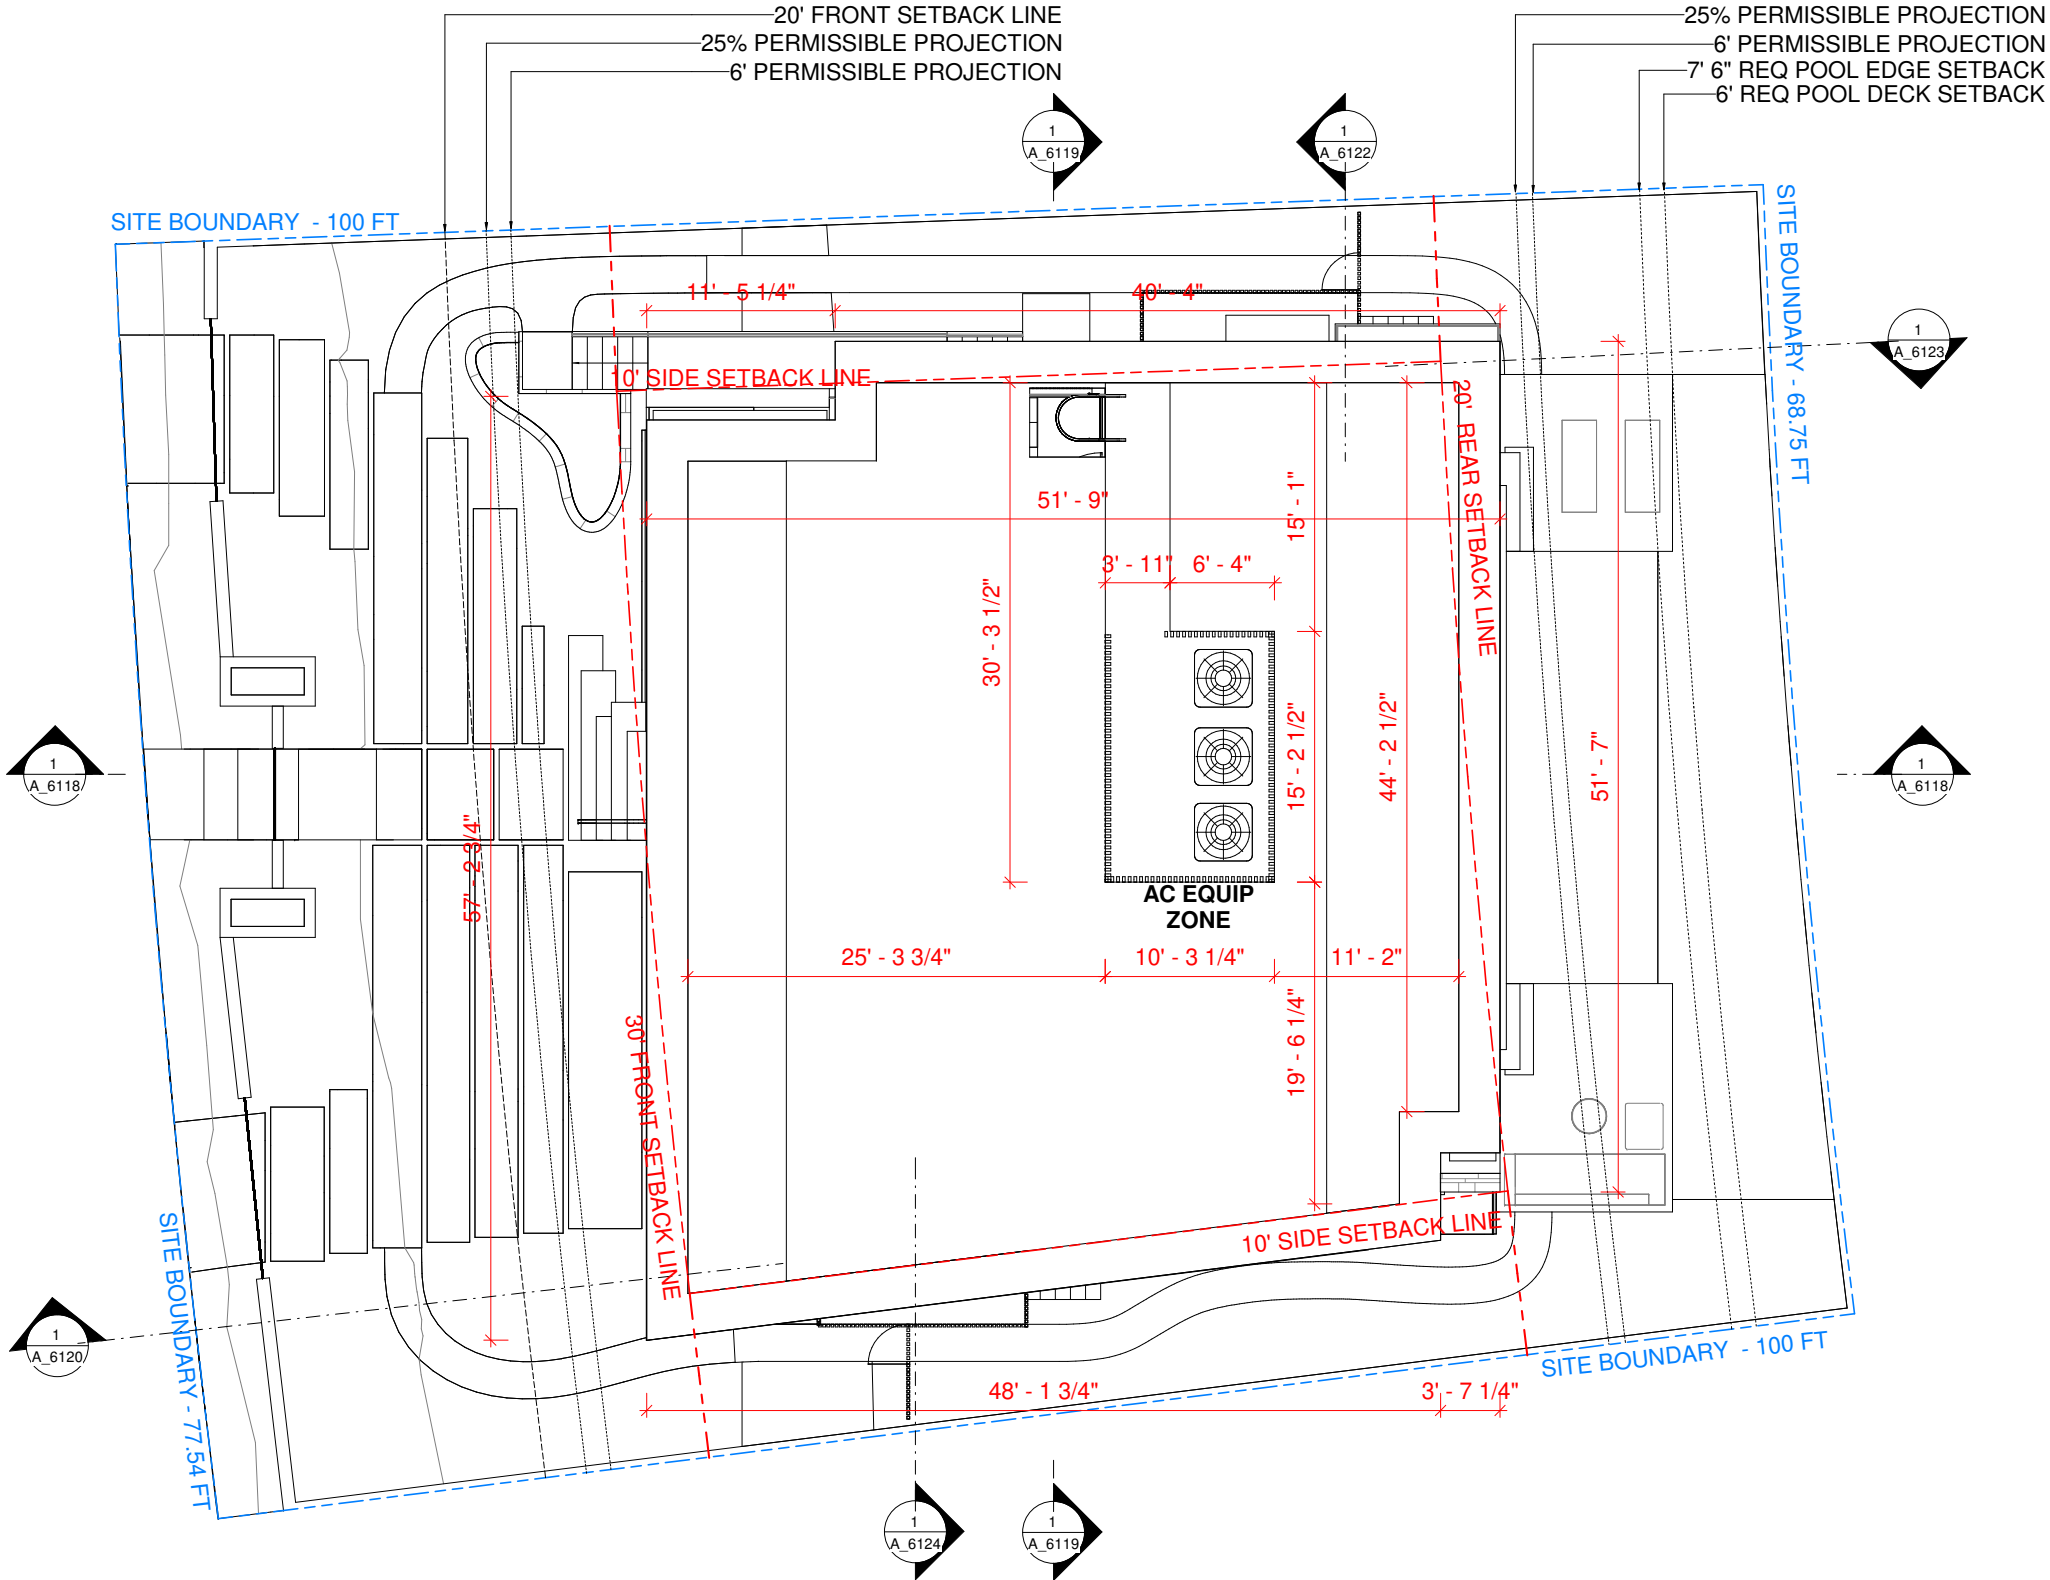 20' FRONT SETBACK LINE
25% PERMISSIBLE PROJECTION
6' PERMISSIBLE PROJECTION
25% PERMISSIBLE PROJECTION
6' PERMISSIBLE PROJECTION
7' 6" REQ POOL EDGE SETBACK
6' REQ POOL DECK SETBACK
1
A_6119
1
A_6122
SITE BOUNDARY - 100 FT
SITE BOUNDARY - 68.75 FT
11' - 5 1/4"
40' - 4"
1
A_6123
10' SIDE SETBACK LINE
20' REAR SETBACK LINE
51' - 9"
15' - 1"
3' - 11"
6' - 4"
30' - 3 1/2"
15' - 2 1/2"
44' - 2 1/2"
51' - 7"
1
A_6118
1
A_6118
57' - 2 3/4"
AC EQUIP
ZONE
25' - 3 3/4"
10' - 3 1/4"
11' - 2"
19' - 6 1/4"
30' FRONT SETBACK LINE
10' SIDE SETBACK LINE
SITE BOUNDARY - 77.54 FT
1
A_6120
SITE BOUNDARY - 100 FT
48' - 1 3/4"
3' - 7 1/4"
1
A_6124
1
A_6119